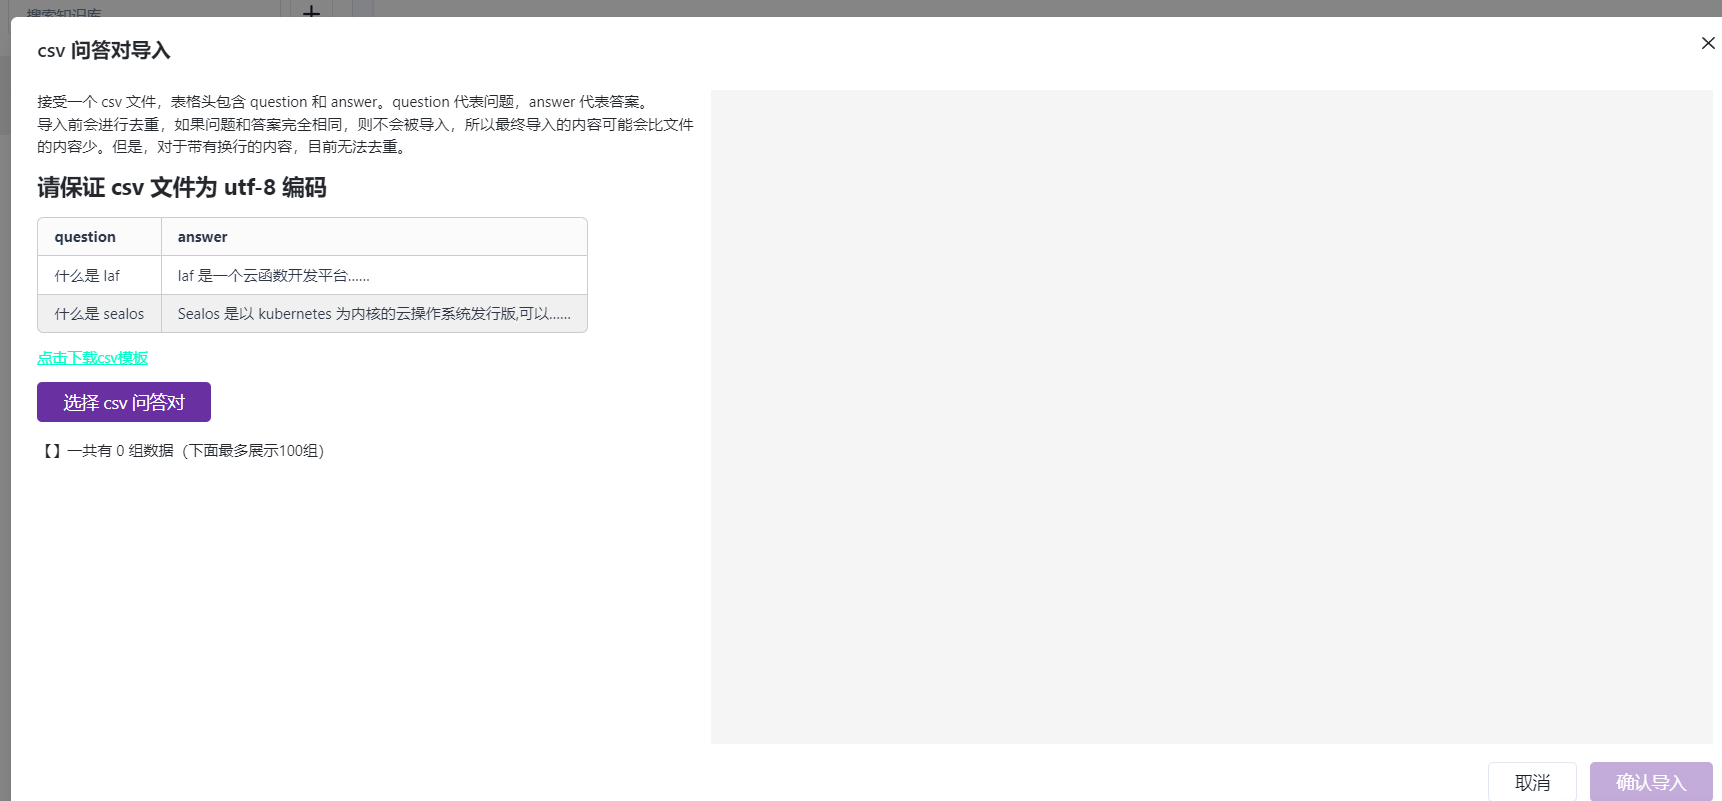 搜索知识库
csv 问答对导入
接受一个 csv 文件，表格头包含 question 和 answer。question 代表问题，answer 代表答案。
导入前会进行去重，如果问题和答案完全相同，则不会被导入，所以最终导入的内容可能会比文件
的内容少。但是，对于带有换行的内容，目前无法去重。
请保证 csv 文件为 utf-8 编码
question answer
什么是 laf laf 是一个云函数开发平台……
什么是 sealos Sealos 是以 kubernetes 为内核的云操作系统发行版,可以……
点击下载csv模板
选择 csv 问答对
【】一共有 0 组数据（下面最多展示100组）
取消 确认导入